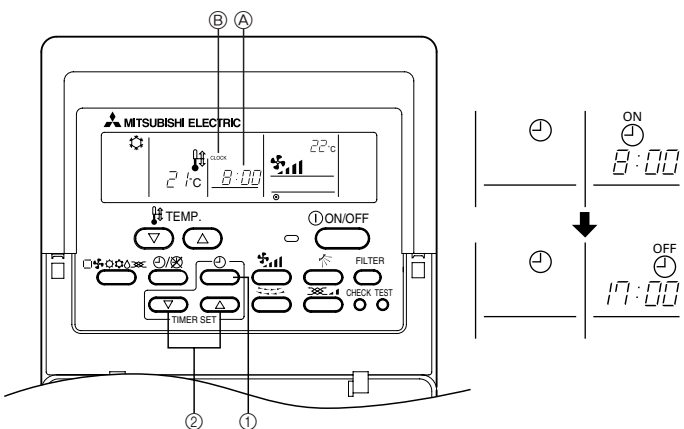 Ⓑ Ⓐ
MITSUBISHI ELECTRIC
CLOCK
22°C
21°C 8:00
TEMP.
ON/OFF
FILTER
CHECK TEST
TIMER SET
② ①
ON
8:00
OFF
17:00